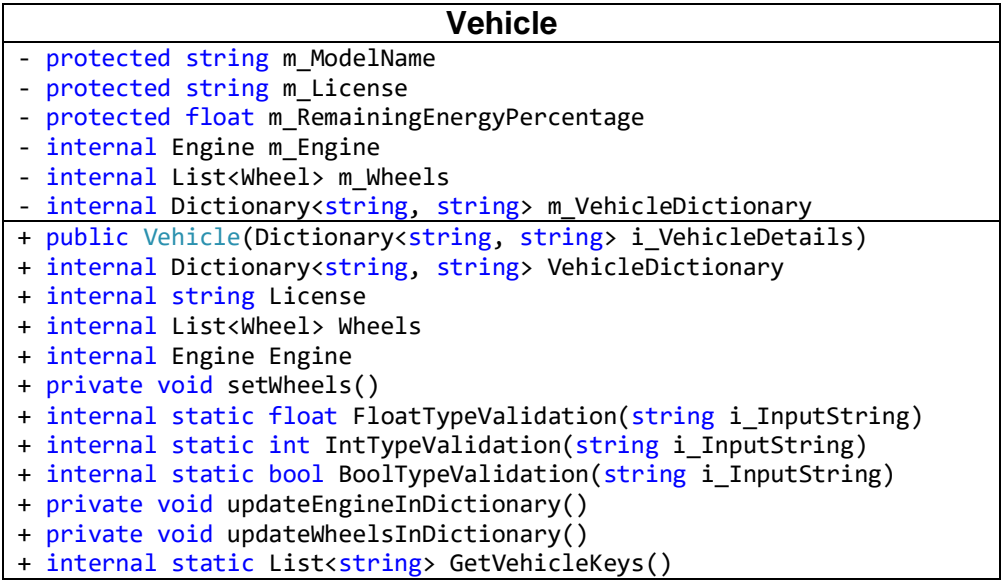 Vehicle
- protected string m_ModelName
- protected string m_License
- protected float m_RemainingEnergyPercentage
- internal Engine m_Engine
- internal List<Wheel> m_Wheels
- internal Dictionary<string, string> m_VehicleDictionary
+ public Vehicle(Dictionary<string, string> i_VehicleDetails)
+ internal Dictionary<string, string> VehicleDictionary
+ internal string License
+ internal List<Wheel> Wheels
+ internal Engine Engine
+ private void setWheels()
+ internal static float FloatTypeValidation(string i_InputString)
+ internal static int IntTypeValidation(string i_InputString)
+ internal static bool BoolTypeValidation(string i_InputString)
+ private void updateEngineInDictionary()
+ private void updateWheelsInDictionary()
+ internal static List<string> GetVehicleKeys()